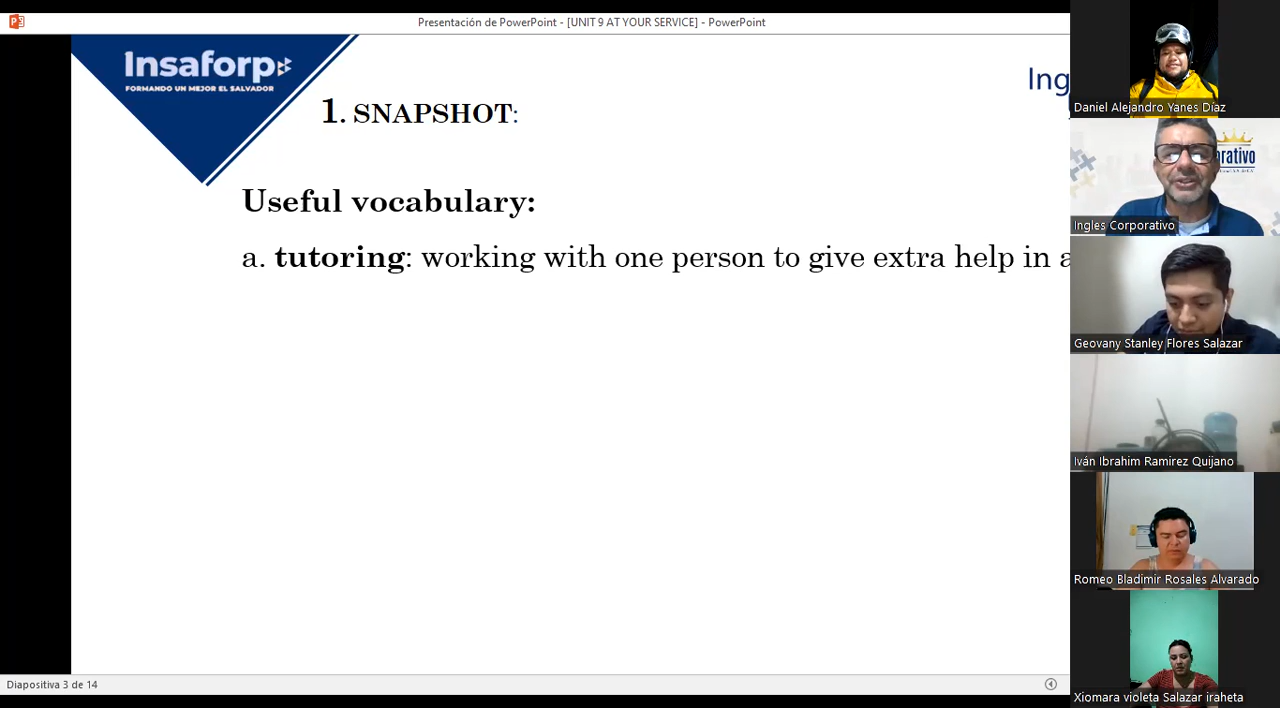 Presentación de PowerPoint - [UNIT 9 AT YOUR SERVICE] - PowerPoint
Insaforp
FORMANDO UN MEJOR EL SALVADOR
Ing
1. SNAPSHOT:
Useful vocabulary:
a. tutoring: working with one person to give extra help in a
Diapositiva 3 de 14
Daniel Alejandro Yanes Díaz
orativo
Ingles Corporativo
Geovany Stanley Flores Salazar
Iván Ibrahim Ramirez Quijano
Romeo Bladimir Rosales Alvarado
Xiomara violeta Salazar iraheta